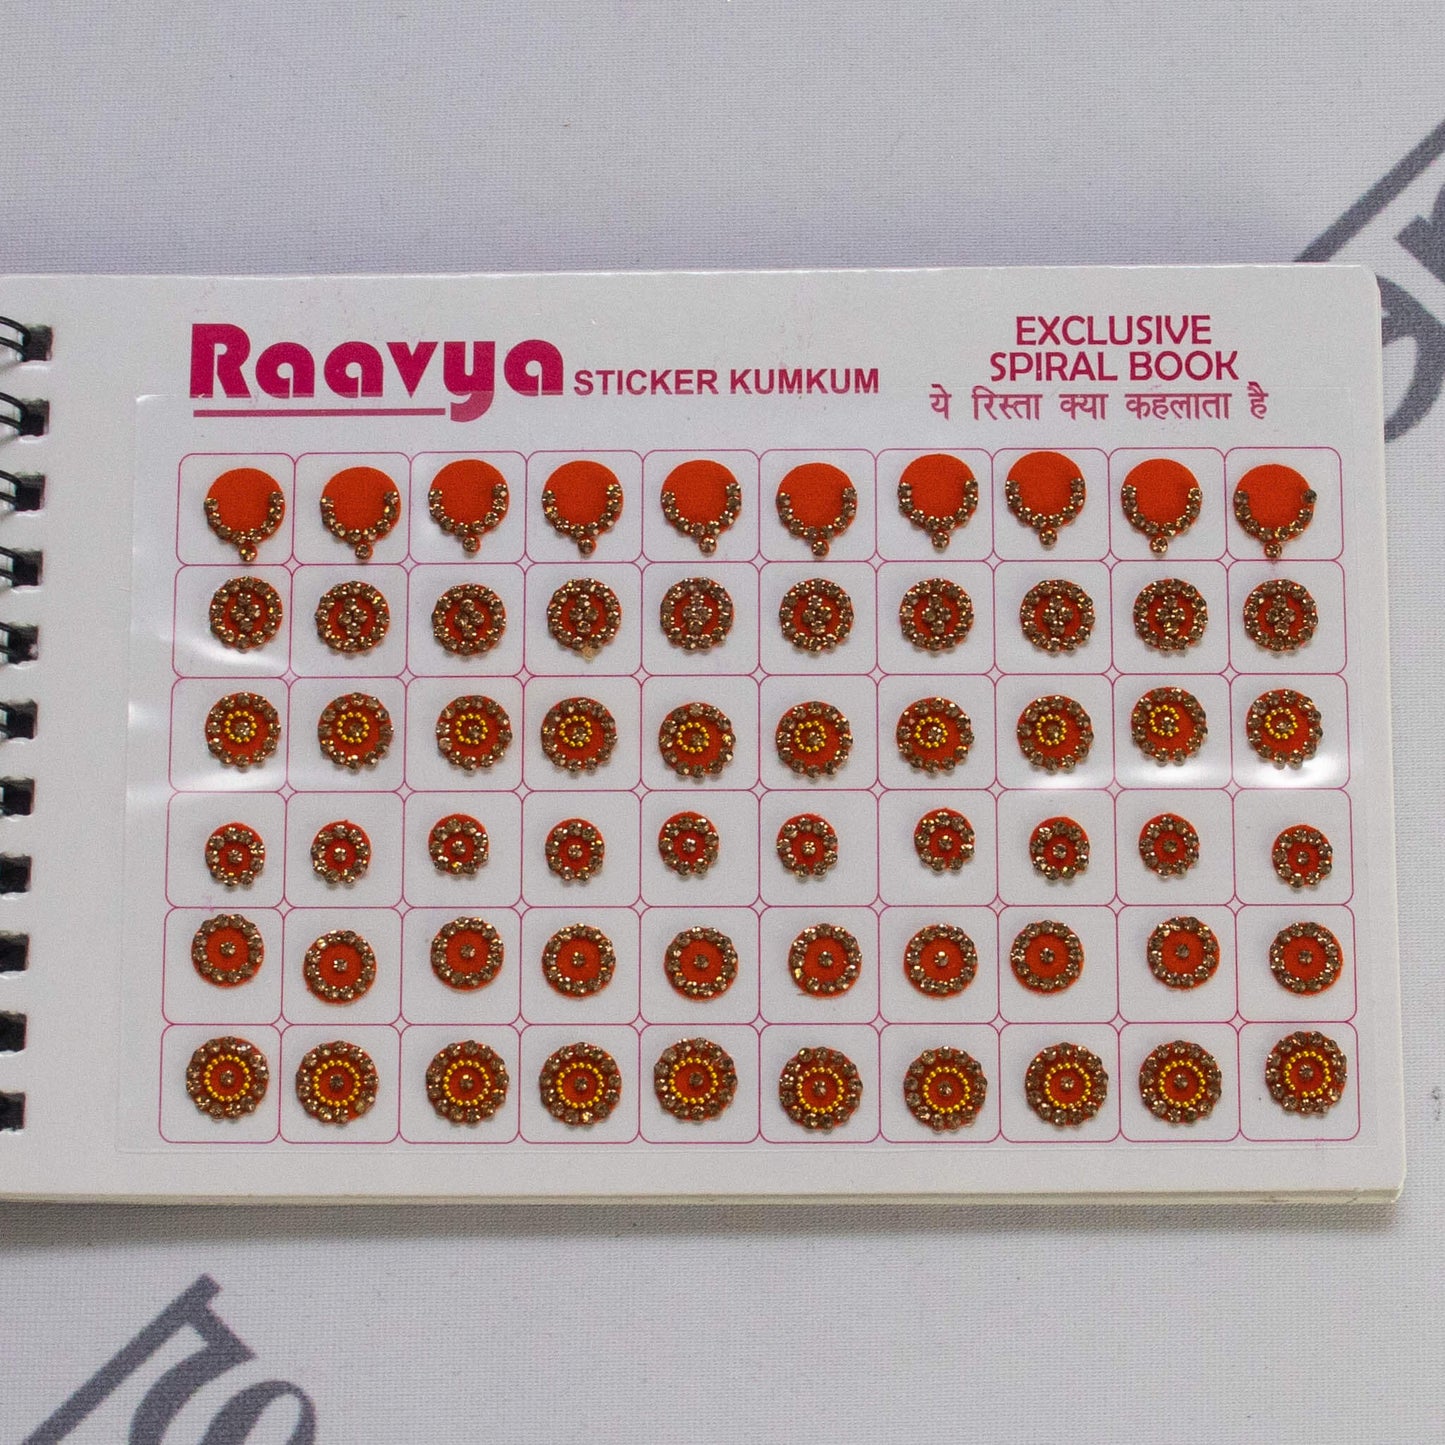 Raavya STICKER KUMKUM
EXCLUSIVE
SPIRAL BOOK
ये रिस्ता क्या कहलाता है